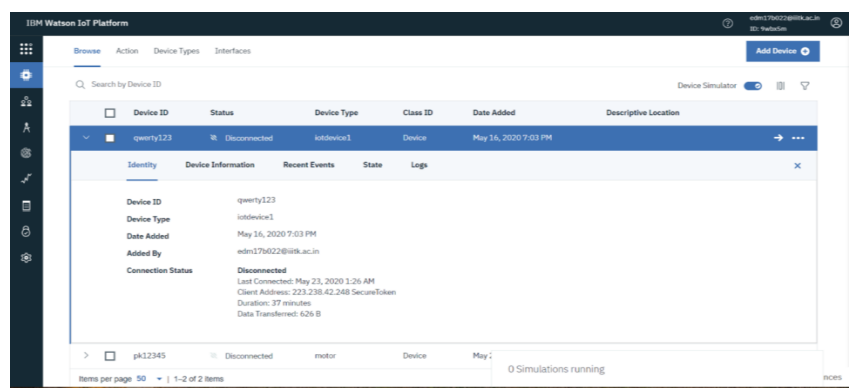 IBM Watson IoT Platform
edm17b022@iiitk.ac.in
ID: 9wbx5m
Browse Action Device Types Interfaces
Add Device
Search by Device ID
Device Simulator
Device ID Status Device Type Class ID Date Added Descriptive Location
qwerty123 Disconnected iotdevice1 Device May 16, 2020 7:03 PM
Identity Device Information Recent Events State Logs
Device ID qwerty123
Device Type iotdevice1
Date Added May 16, 2020 7:03 PM
Added By edm17b022@iiitk.ac.in
Connection Status Disconnected
Last Connected: May 23, 2020 1:26 AM
Client Address: 223.238.42.248 SecureToken
Duration: 37 minutes
Data Transferred: 626 B
pk12345 Disconnected motor Device May 2
0 Simulations running
Items per page 50 | 1–2 of 2 items
nces